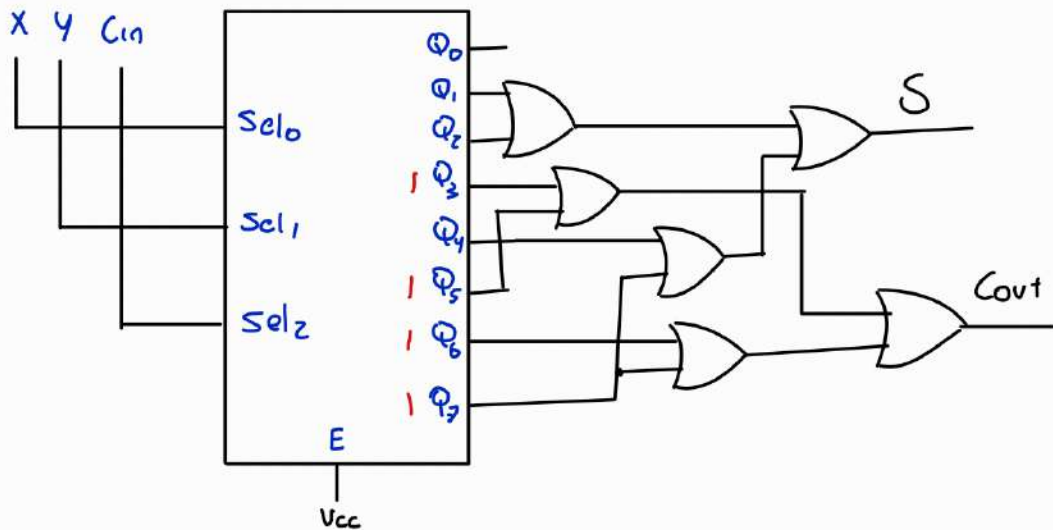 X Y Cin
Q0
Q1
S
Sel0
Q2
1 Q3
Sel1
Q4
1 Q5
Cout
Sel2
1 Q6
1 Q7
E
Vcc